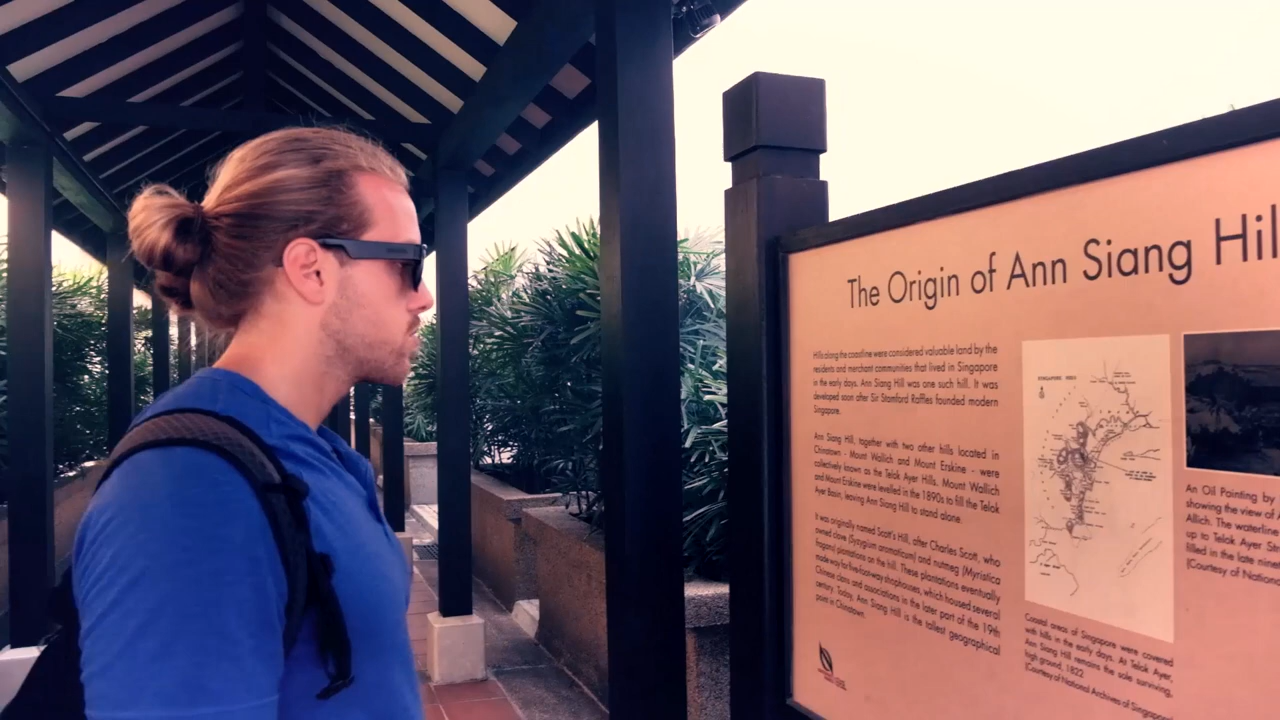 The Origin of Ann Siang Hil
Hills along the coastline were considered valuable land by the
residents and merchant communities that lived in Singapore
in the early days. Ann Siang Hill was one such hill. It was
developed soon after Sir Stamford Raffles founded modern
Singapore.
Ann Siang Hill, together with two other hills located in
Chinatown - Mount Wallich and Mount Erskine - were
collectively known as the Telok Ayer Hills. Mount Wallich
and Mount Erskine were levelled in the 1890s to fill the Telok
Ayer Basin, leaving Ann Siang Hill to stand alone.
It was originally named Scott's Hill, after Charles Scott, who
owned clove (Syzygium aromaticum) and nutmeg (Myristica
fragans) plantations on the hill. These plantations eventually
made way for five-foot-way shophouses, which housed several
Chinese clans and associations in the later part of the 19th
century. Today, Ann Siang Hill is the tallest geographical
point in Chinatown.
Coastal areas of Singapore were covered
with hills in the early days. At Telok Ayer,
Ann Siang Hill remains the sole surviving
high ground, 1822
(Courtesy of National Archives of Singapore
An Oil Painting by
showing the view of A
Allich. The waterline
up to Telok Ayer St
filled in the late nine
(Courtesy of Nation